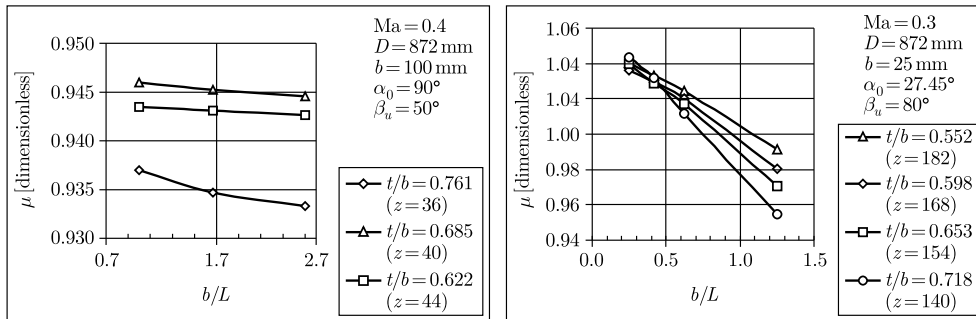 0.950
0.945
0.940
0.935
0.930
0.7
1.7
2.7
μ [dimensionless]
b/L
Ma = 0.4
D = 872 mm
b = 100 mm
α₀ = 90°
βᵤ = 50°
t/b = 0.761
(z = 36)
t/b = 0.685
(z = 40)
t/b = 0.622
(z = 44)
1.06
1.04
1.04
1.00
0.98
0.96
0.94
0.0
0.5
1.0
1.5
μ [dimensionless]
b/L
Ma = 0.3
D = 872 mm
b = 25 mm
α₀ = 27.45°
βᵤ = 80°
t/b = 0.552
(z = 182)
t/b = 0.598
(z = 168)
t/b = 0.653
(z = 154)
t/b = 0.718
(z = 140)